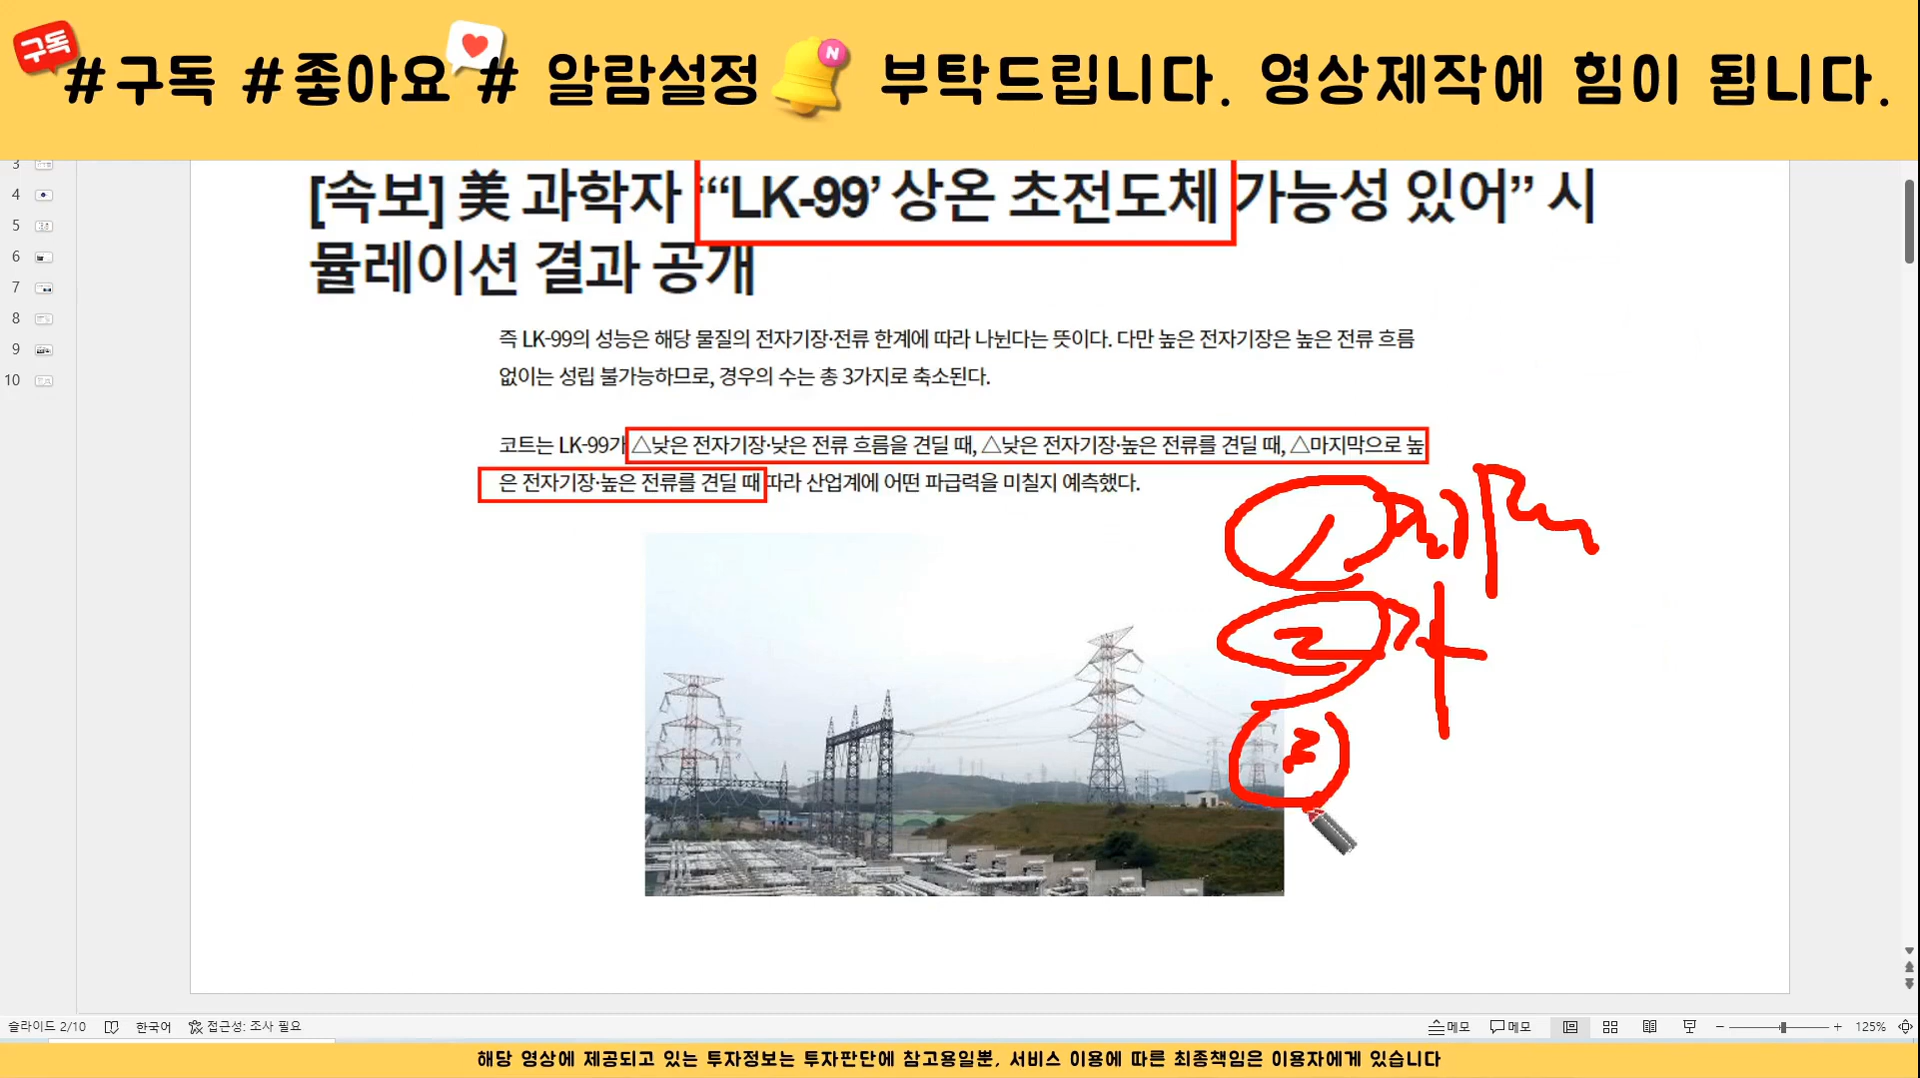 구독
#구독 #좋아요 # 알람설정 N 부탁드립니다. 영상제작에 힘이 됩니다.
3
4
5
6
7
8
9
10
[속보] 美 과학자 “‘LK-99’ 상온 초전도체 가능성 있어” 시
뮬레이션 결과 공개
즉 LK-99의 성능은 해당 물질의 전자기장·전류 한계에 따라 나뉜다는 뜻이다. 다만 높은 전자기장은 높은 전류 흐름
없이는 성립 불가능하므로, 경우의 수는 총 3가지로 축소된다.
코트는 LK-99가 △낮은 전자기장·낮은 전류 흐름을 견딜 때, △낮은 전자기장·높은 전류를 견딜 때, △마지막으로 높
은 전자기장·높은 전류를 견딜 때 따라 산업계에 어떤 파급력을 미칠지 예측했다.
1
2
3
슬라이드 2/10 한국어 접근성: 조사 필요 메모 메모 125%
해당 영상에 제공되고 있는 투자정보는 투자판단에 참고용일뿐, 서비스 이용에 따른 최종책임은 이용자에게 있습니다